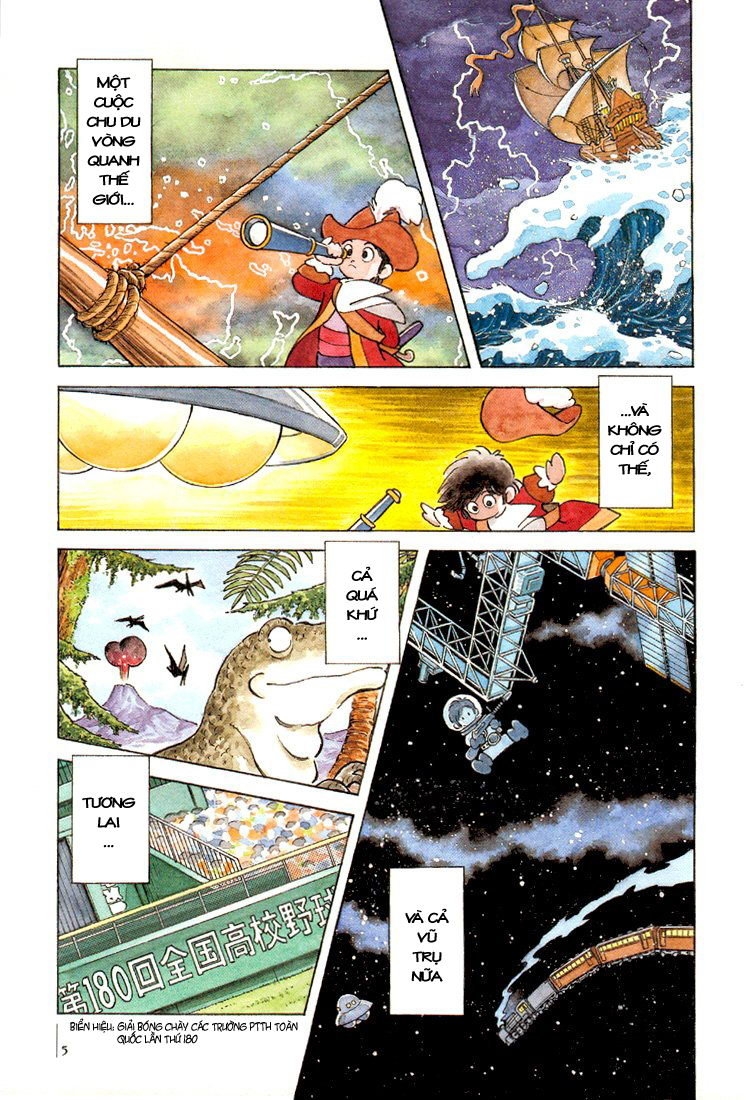 MỘT
CUỘC
CHU DU
VÒNG
QUANH
THẾ
GIỚI...
...VÀ
KHÔNG
CHỈ CÓ
THẾ,
CẢ
QUÁ
KHỨ
...
TƯƠNG
LAI
...
第180回全国高校野球
BIỂN HIỆU: GIẢI BÓNG CHÀY CÁC TRƯỜNG PTTH TOÀN
QUỐC LẦN THỨ 180
VÀ CẢ
VŨ
TRỤ
NỮA
5